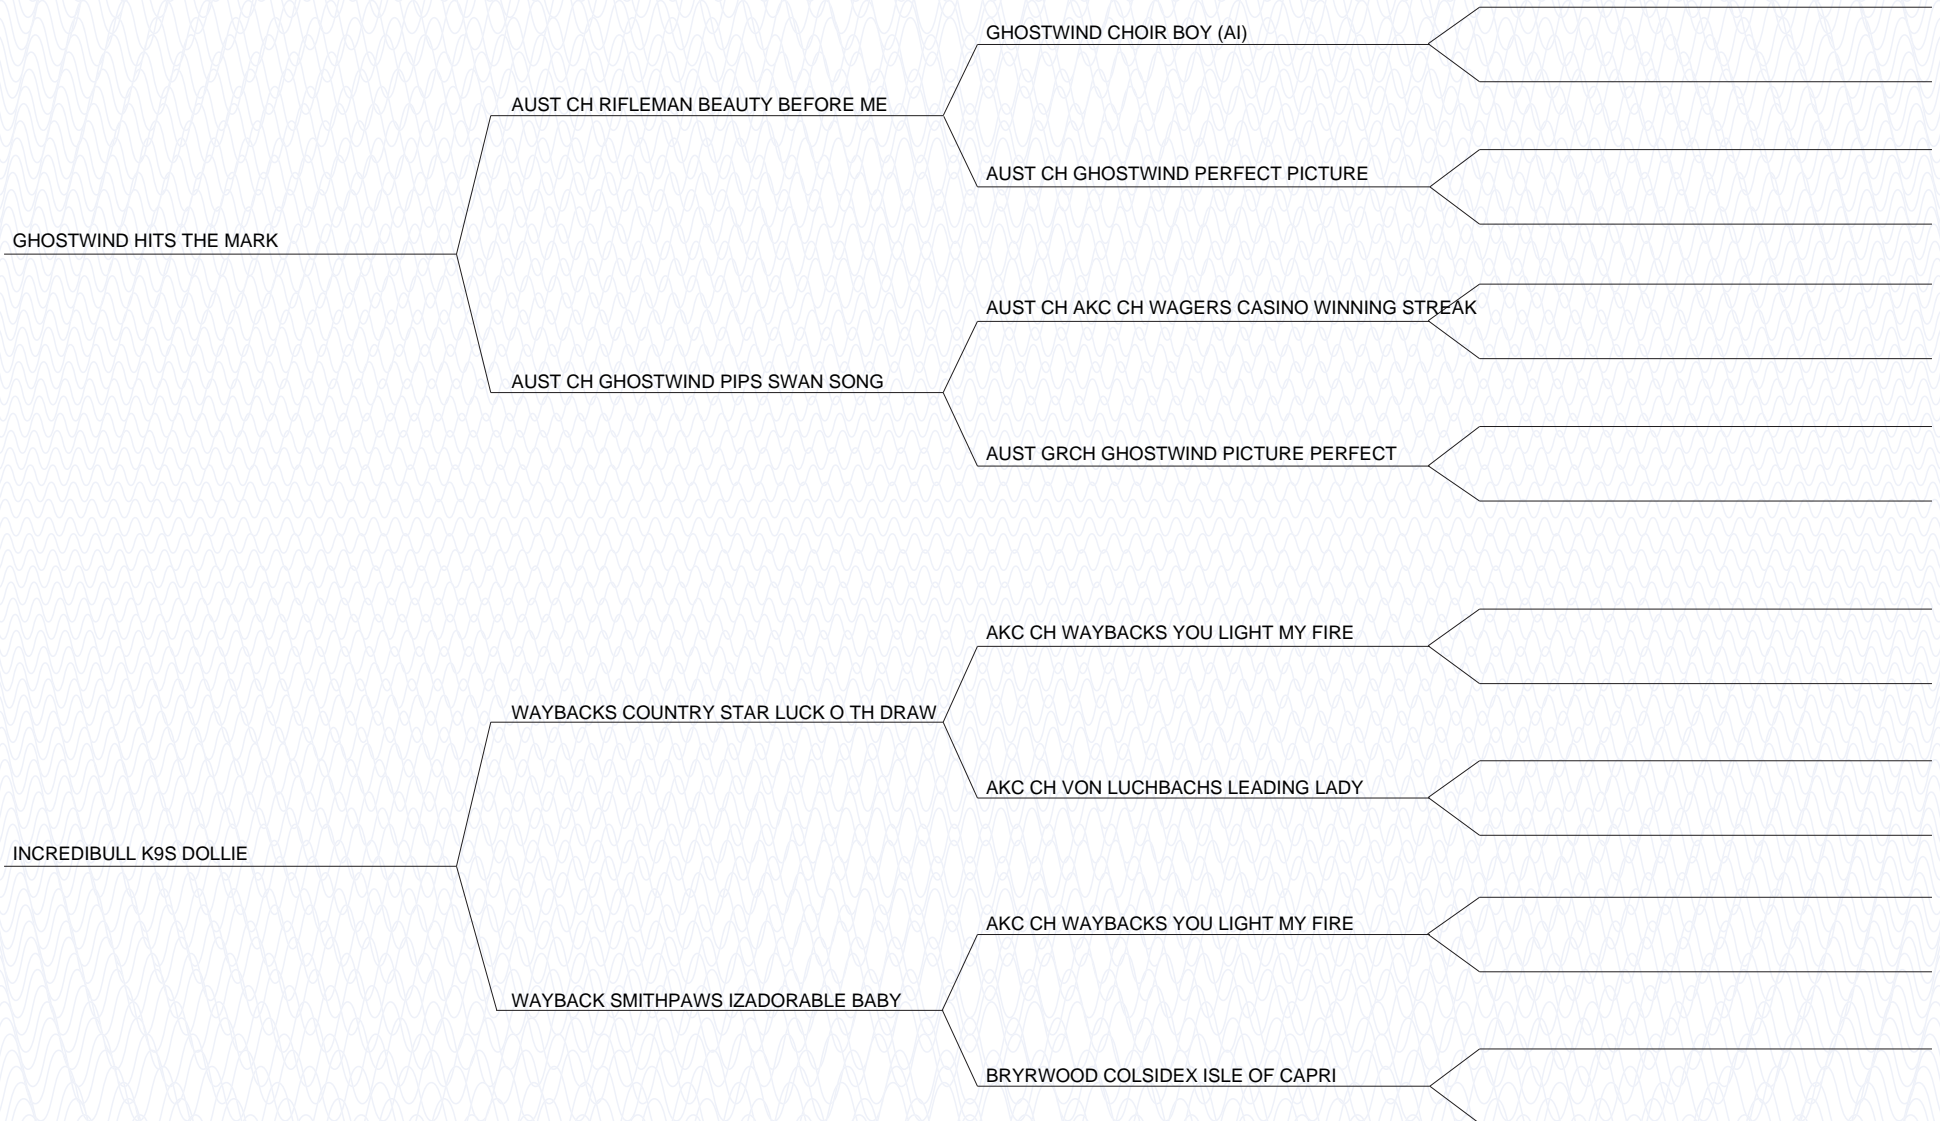 GHOSTWIND CHOIR BOY (AI)
AUST CH RIFLEMAN BEAUTY BEFORE ME
AUST CH GHOSTWIND PERFECT PICTURE
GHOSTWIND HITS THE MARK
AUST CH AKC CH WAGERS CASINO WINNING STREAK
AUST CH GHOSTWIND PIPS SWAN SONG
AUST GRCH GHOSTWIND PICTURE PERFECT
AKC CH WAYBACKS YOU LIGHT MY FIRE
WAYBACKS COUNTRY STAR LUCK O TH DRAW
AKC CH VON LUCHBACHS LEADING LADY
INCREDIBULL K9S DOLLIE
AKC CH WAYBACKS YOU LIGHT MY FIRE
WAYBACK SMITHPAWS IZADORABLE BABY
BRYRWOOD COLSIDEX ISLE OF CAPRI